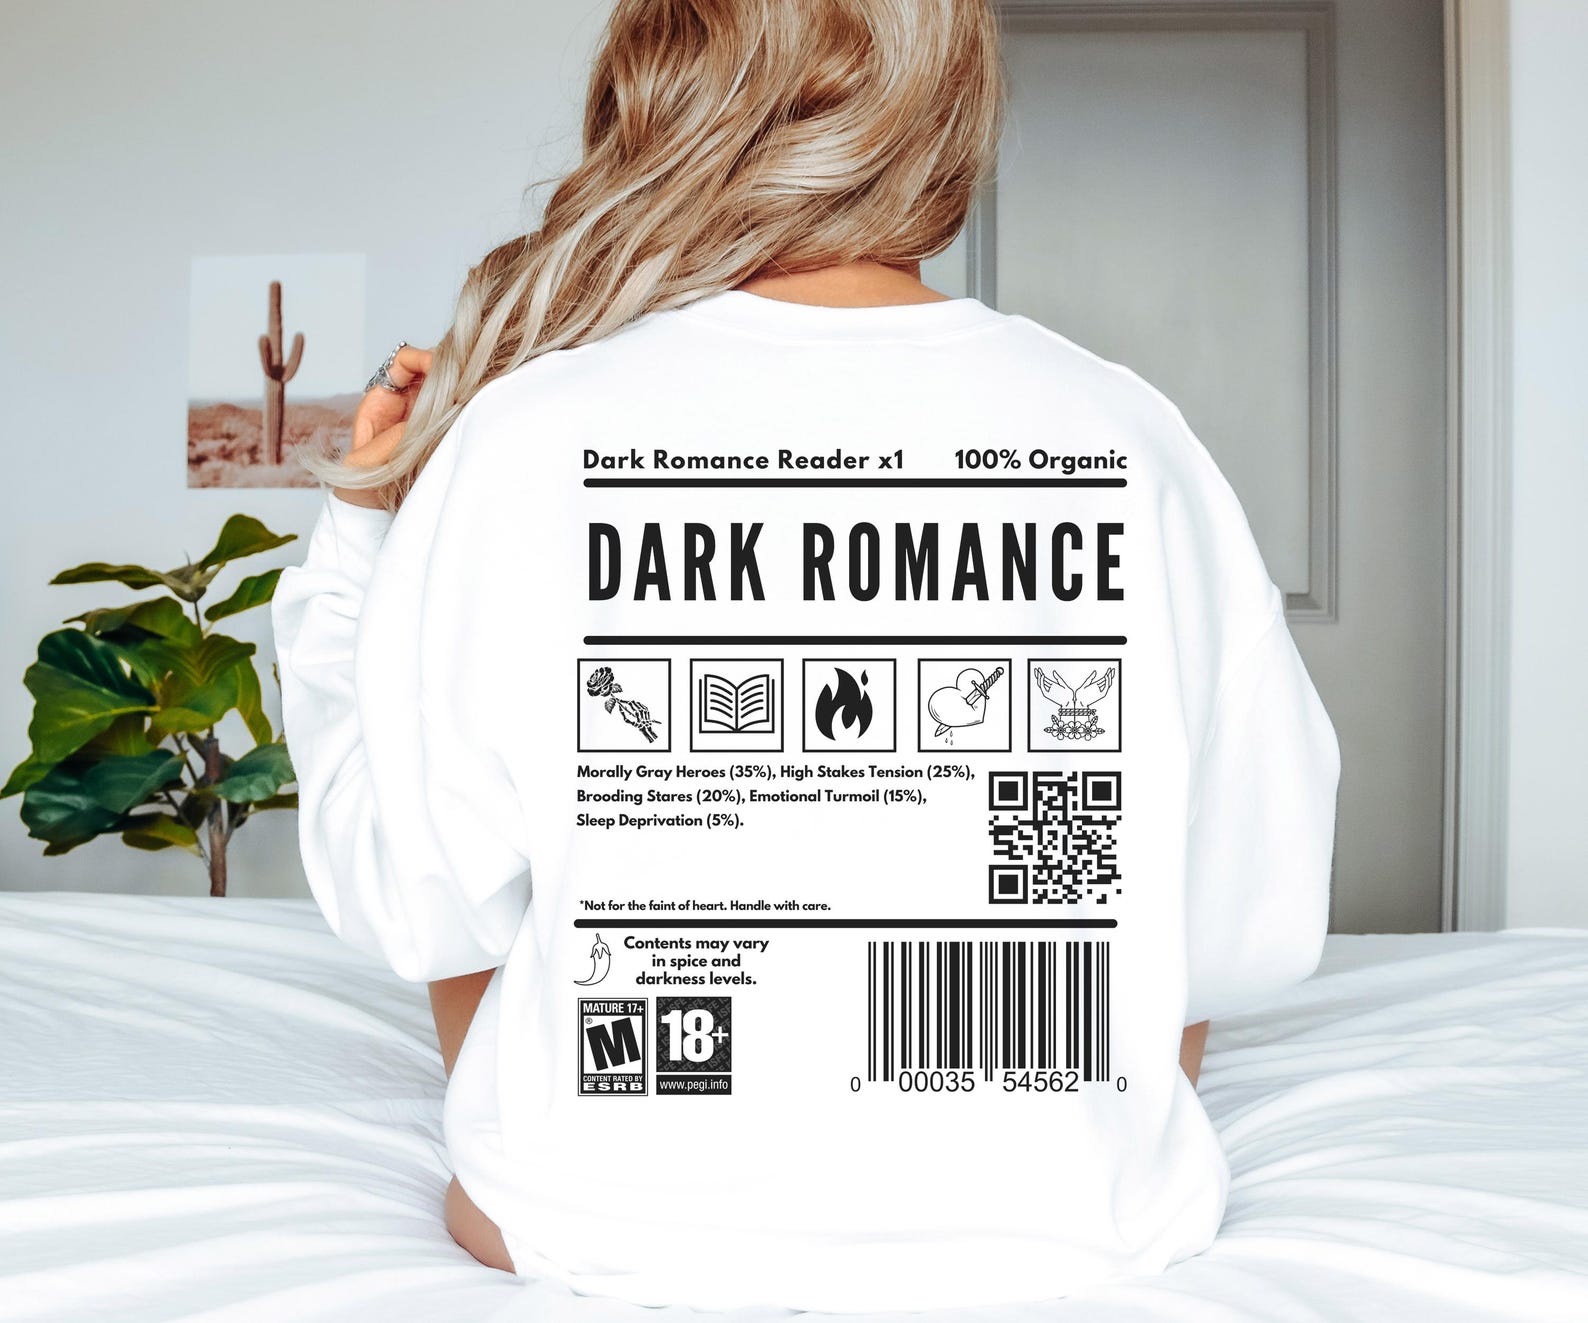 Dark Romance Reader x1 100% Organic
DARK ROMANCE
Morally Gray Heroes (35%), High Stakes Tension (25%),
Brooding Stares (20%), Emotional Turmoil (15%),
Sleep Deprivation (5%).
*Not for the faint of heart. Handle with care.
Contents may vary
in spice and
darkness levels.
MATURE 17+
M
®
CONTENT RATED BY
ESRB
18+
www.pegi.info
0 00035 54562 0